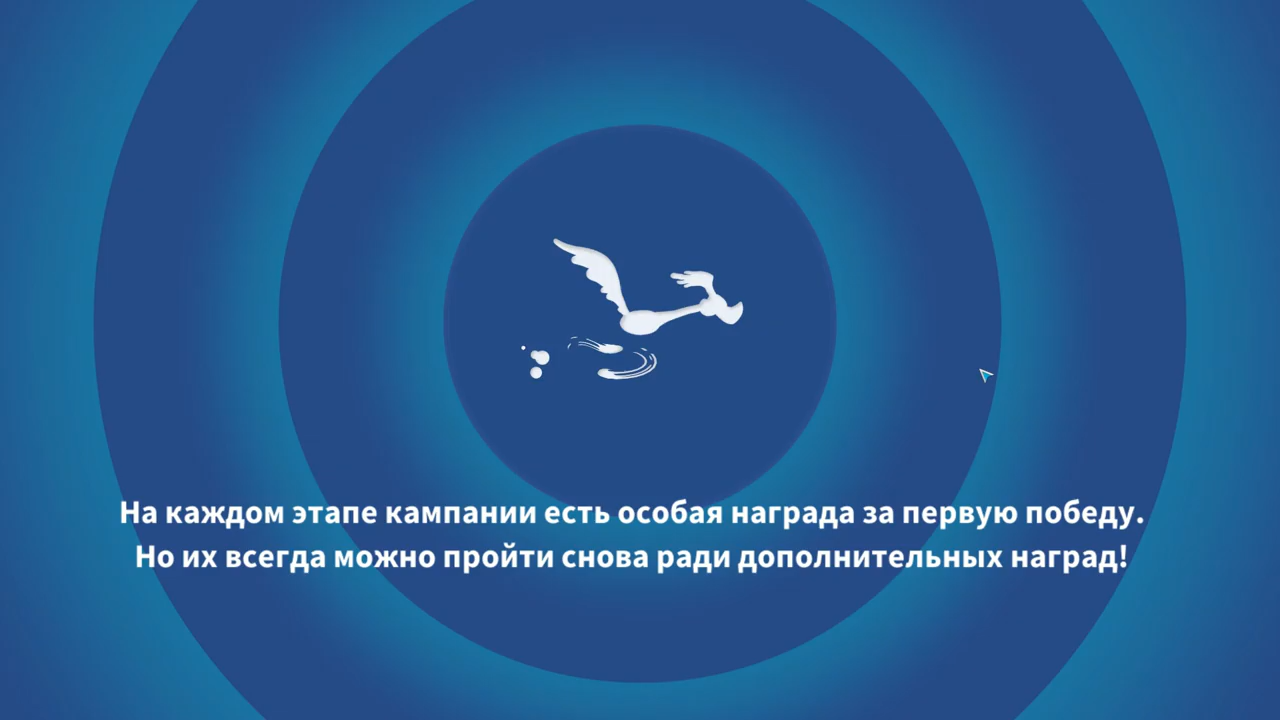 На каждом этапе кампании есть особая награда за первую победу.
Но их всегда можно пройти снова ради дополнительных наград!